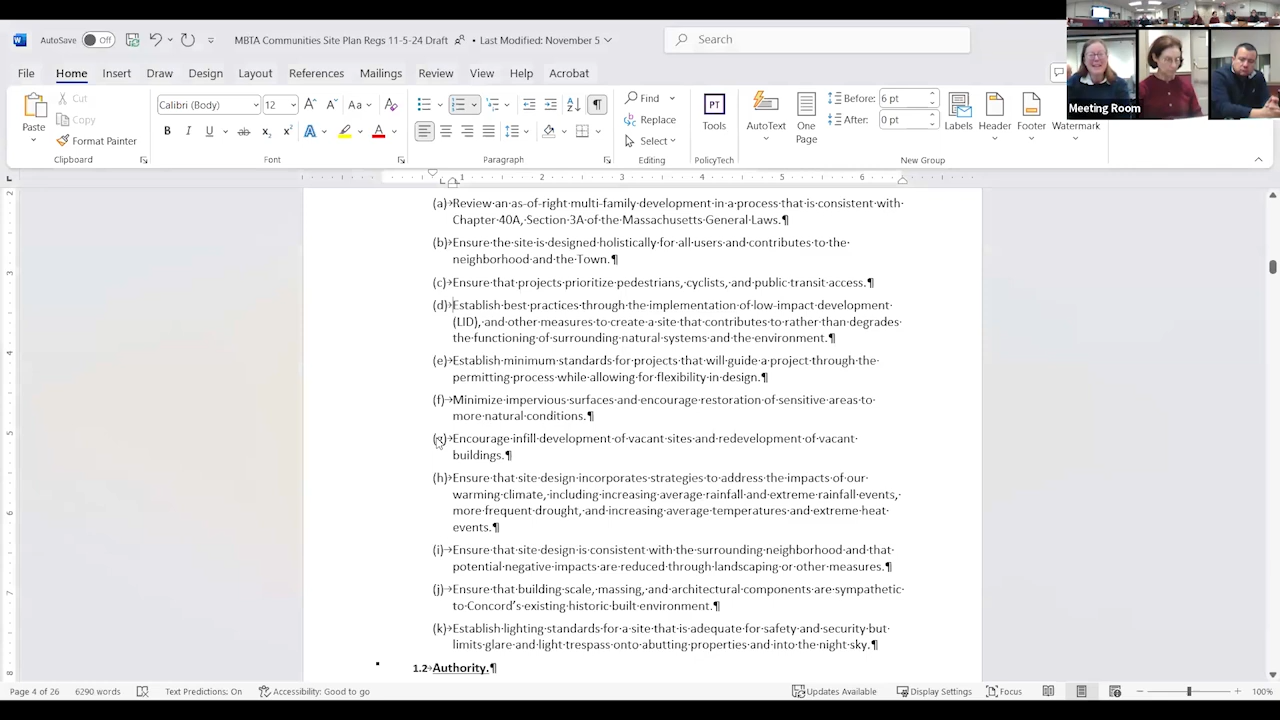 AutoSave Off MBTA Communities Site Plan Regs 11-5-24 Draft • Last Modified: November 5 Search
File Home Insert Draw Design Layout References Mailings Review View Help Acrobat
Meeting Room
Paste Cut Copy Format Painter Clipboard
Calibri (Body) 12 Font
Paragraph
Find Replace Select Editing
PT Tools PolicyTech
AutoText One Page Before: 6 pt After: 0 pt Labels Header Footer Watermark New Group
1 2 3 4 5 6
(a) Review an as-of-right multi-family development in a process that is consistent with
Chapter 40A, Section 3A of the Massachusetts General Laws.¶
(b) Ensure the site is designed holistically for all users and contributes to the
neighborhood and the Town.¶
(c) Ensure that projects prioritize pedestrians, cyclists, and public transit access.¶
(d) Establish best practices through the implementation of low-impact development
(LID), and other measures to create a site that contributes to rather than degrades
the functioning of surrounding natural systems and the environment.¶
(e) Establish minimum standards for projects that will guide a project through the
permitting process while allowing for flexibility in design.¶
(f) Minimize impervious surfaces and encourage restoration of sensitive areas to
more natural conditions.¶
Encourage infill development of vacant sites and redevelopment of vacant
buildings.¶
(h) Ensure that site design incorporates strategies to address the impacts of our
warming climate, including increasing average rainfall and extreme rainfall events,
more frequent drought, and increasing average temperatures and extreme heat
events.¶
(i) Ensure that site design is consistent with the surrounding neighborhood and that
potential negative impacts are reduced through landscaping or other measures.¶
(j) Ensure that building scale, massing, and architectural components are sympathetic
to Concord's existing historic built environment.¶
(k) Establish lighting standards for a site that is adequate for safety and security but
limits glare and light trespass onto abutting properties and into the night sky.¶
1.2 Authority.¶
Page 4 of 26 6290 words Text Predictions: On Accessibility: Good to go Updates Available Display Settings Focus 100%